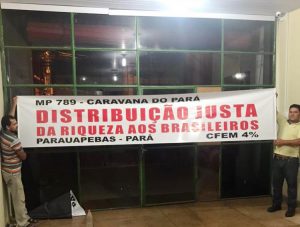 MP 789 - CARAVANA DO PARÁ
DISTRIBUIÇÃO JUSTA
DA RIQUEZA AOS BRASILEIROS
PARAUAPEBAS - PARÁ CFEM 4%